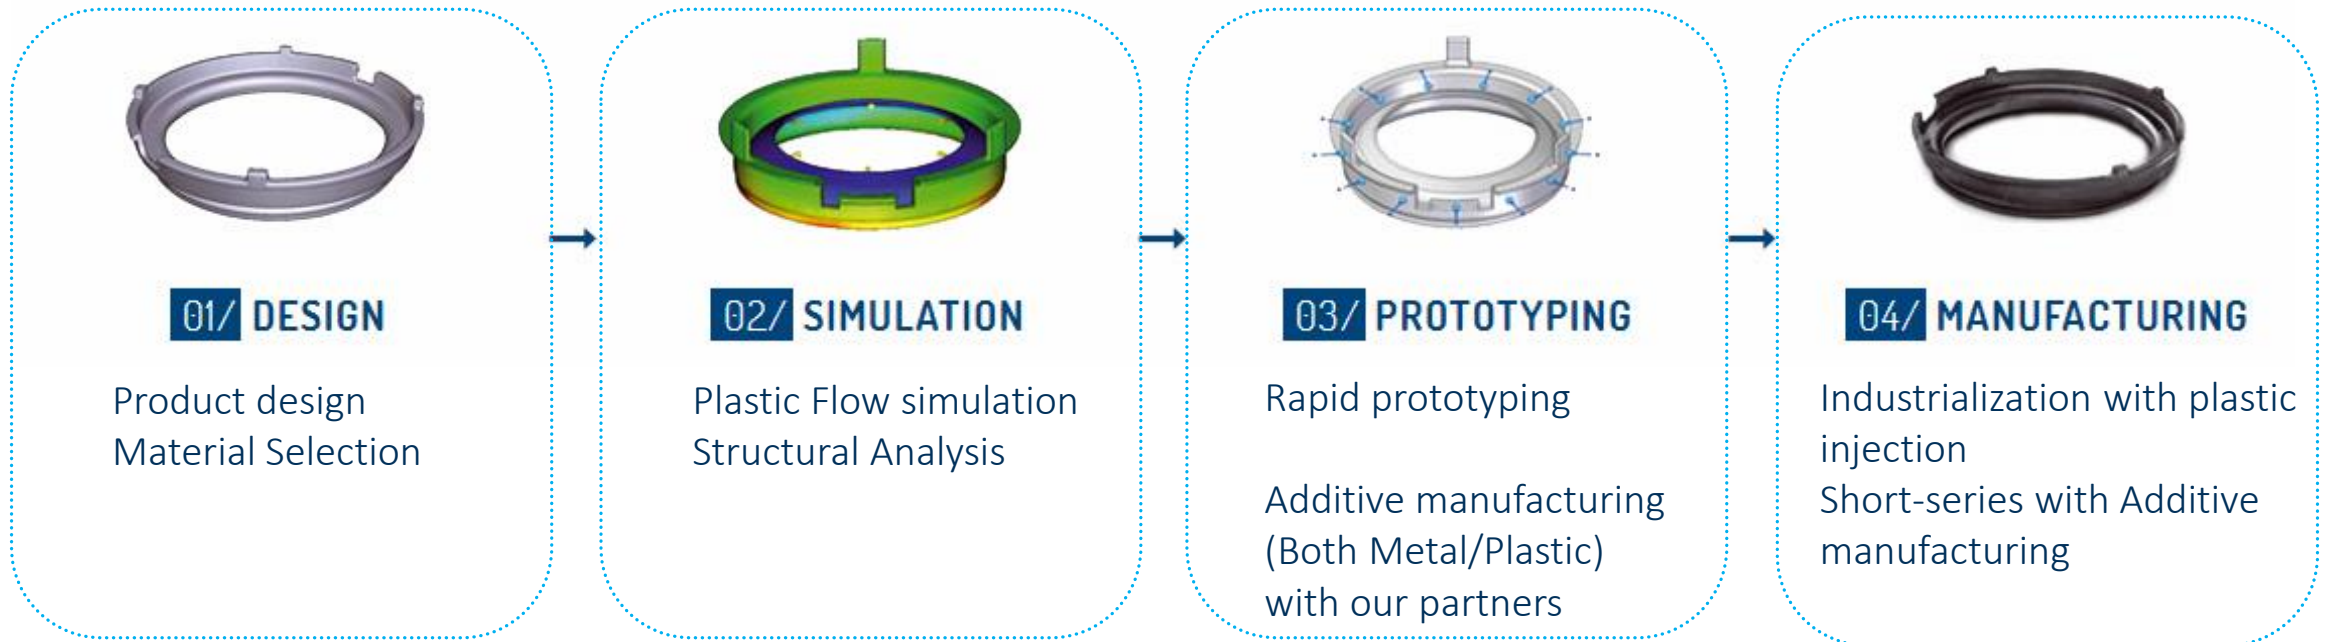 01/ DESIGN
Product design
Material Selection
02/ SIMULATION
Plastic Flow simulation
Structural Analysis
03/ PROTOTYPING
Rapid prototyping
Additive manufacturing
(Both Metal/Plastic)
with our partners
04/ MANUFACTURING
Industrialization with plastic
injection
Short-series with Additive
manufacturing